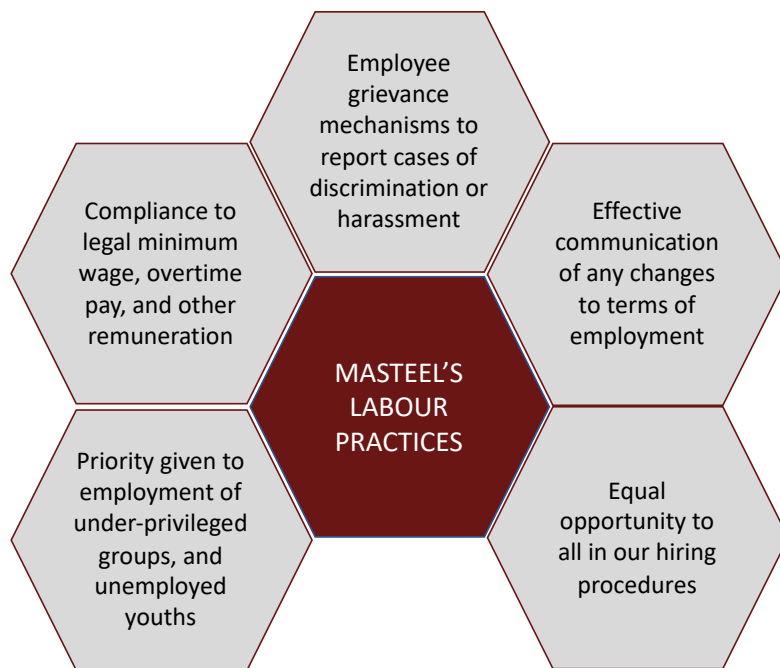 Employee
grievance
mechanisms to
report cases of
discrimination or
harassment
Compliance to
legal minimum
wage, overtime
pay, and other
remuneration
Effective
communication
of any changes
to terms of
employment
MASTEEL’S
LABOUR
PRACTICES
Priority given to
employment of
under-privileged
groups, and
unemployed
youths
Equal
opportunity to
all in our hiring
procedures